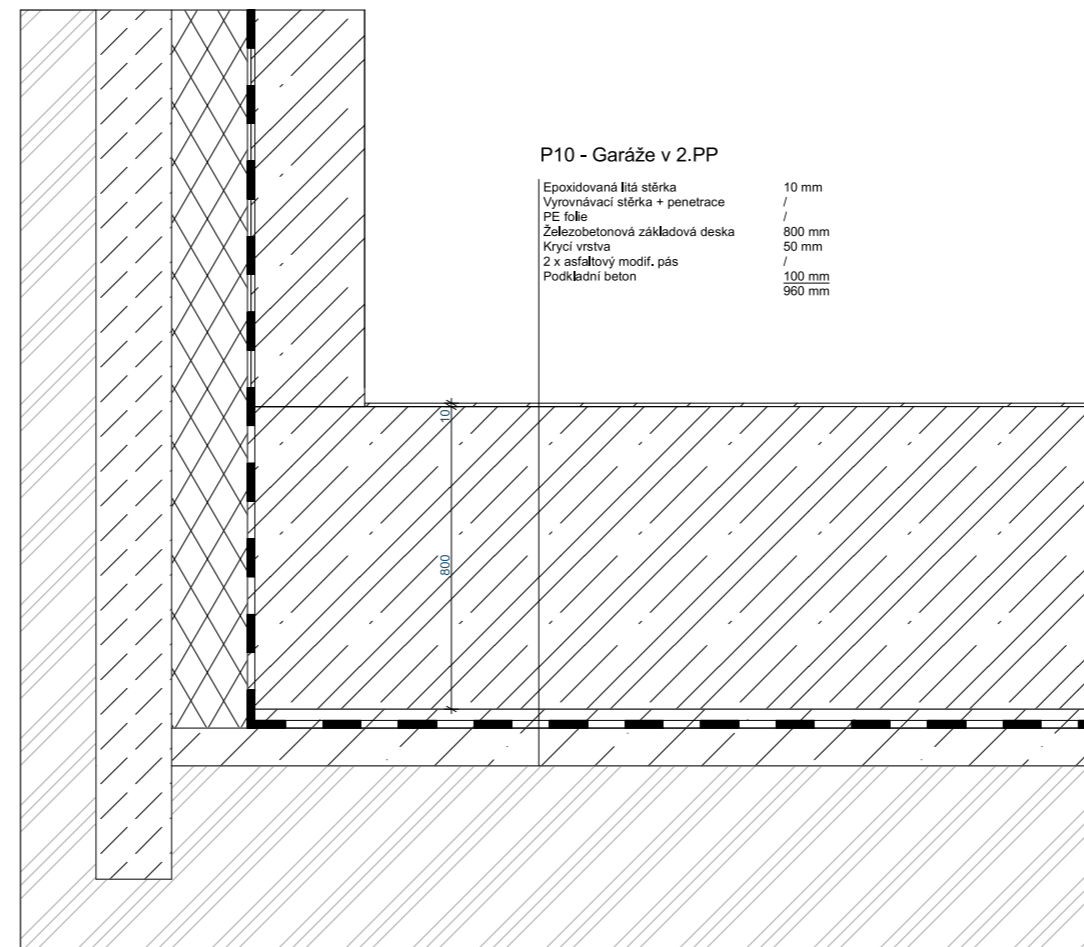 P10 - Garáže v 2.PP
Epoxidovaná litá stěrka 10 mm
Vyrovnávací stěrka + penetrace /
PE folie /
Železobetonová základová deska 800 mm
Krycí vrstva 50 mm
2 x asfaltový modif. pás /
Podkladní beton 100 mm
960 mm
10
800